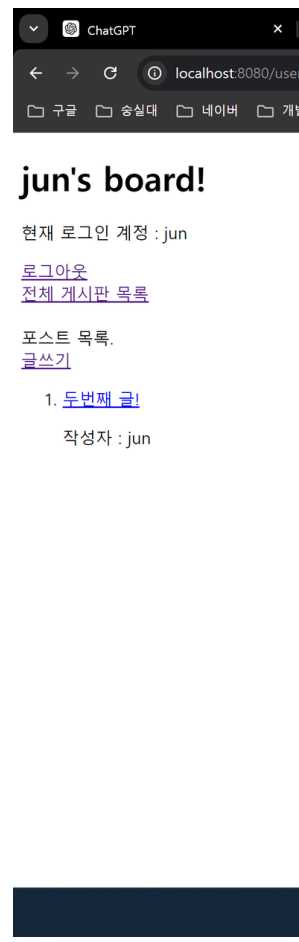 ChatGPT
localhost:8080/user
구글 숭실대 네이버 개발
jun's board!
현재 로그인 계정 : jun
로그아웃
전체 게시판 목록
포스트 목록.
글쓰기
1. 두번째 글!
작성자 : jun